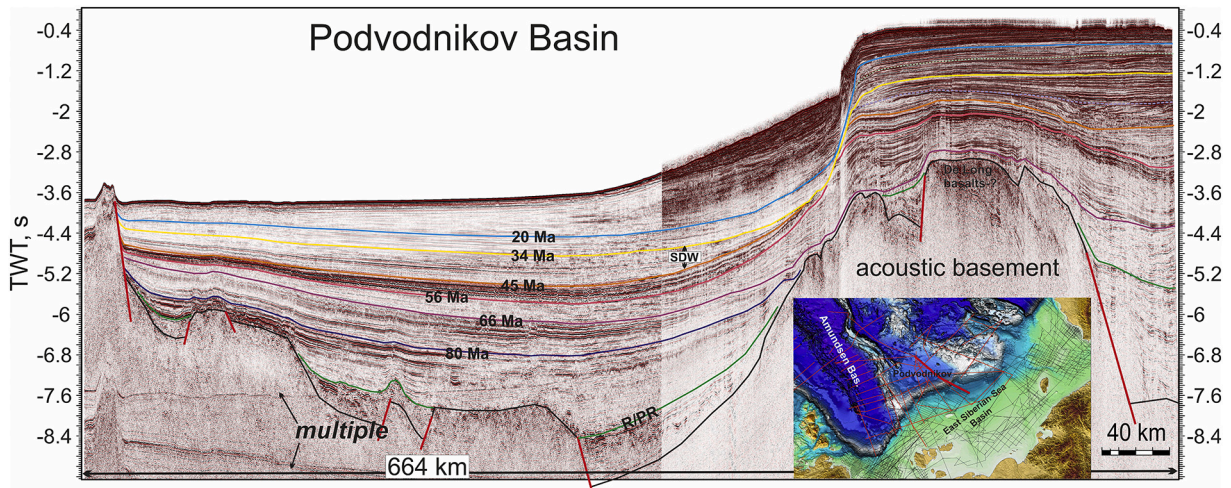 Podvodnikov Basin
TWT, s
-0.4
-1.2
-2
-2.8
-3.6
-4.4
-5.2
-6
-6.8
-7.6
-8.4
-0.4
-1.2
-2
-2.8
-3.6
-4.4
-5.2
-6
-6.8
-7.6
-8.4
De Long
basalts-?
20 Ma
34 Ma
SDW
45 Ma
56 Ma
66 Ma
80 Ma
acoustic basement
R/PR
multiple
664 km
Amundsen Bas.
Podvodnikov
East Siberian Sea
Basin
40 km